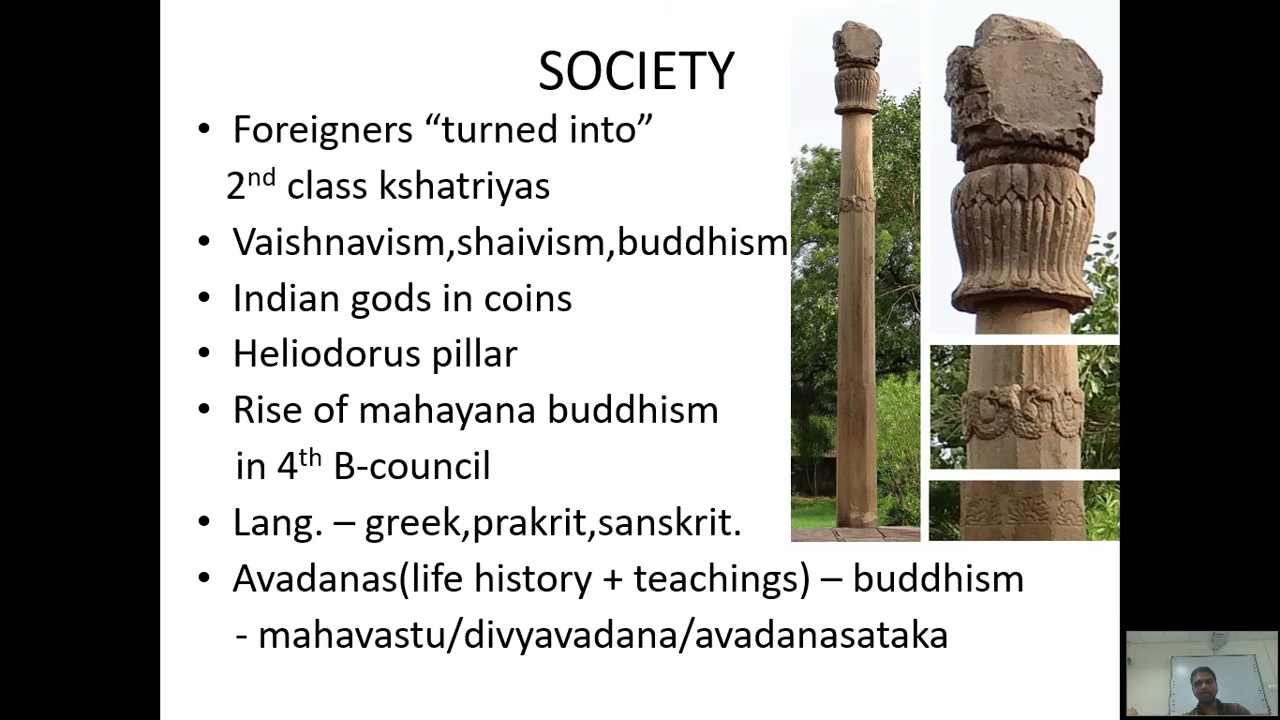 SOCIETY
• Foreigners “turned into”
2nd class kshatriyas
• Vaishnavism,shaivism,buddhism
• Indian gods in coins
• Heliodorus pillar
• Rise of mahayana buddhism
in 4th B-council
• Lang. – greek,prakrit,sanskrit.
• Avadanas(life history + teachings) – buddhism
- mahavastu/divyavadana/avadanasataka